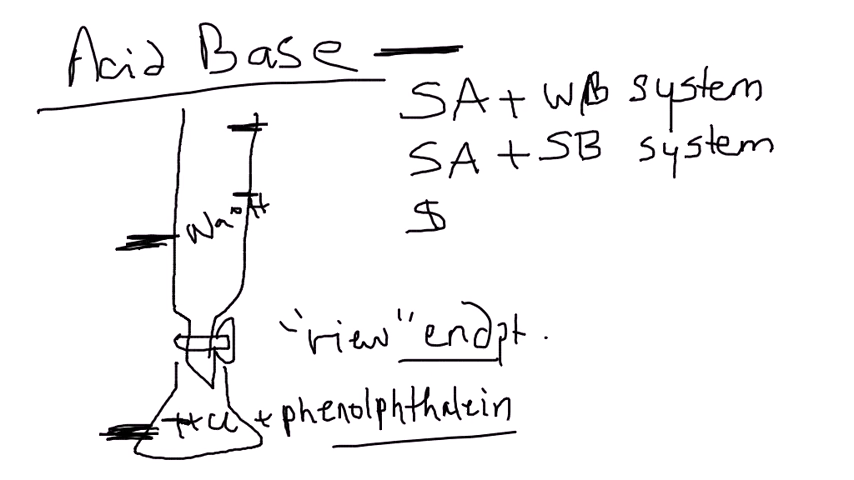 Acid Base —
SA + WB system
SA + SB system
$
NaOH
"view" endpt.
HCl + phenolphthalein